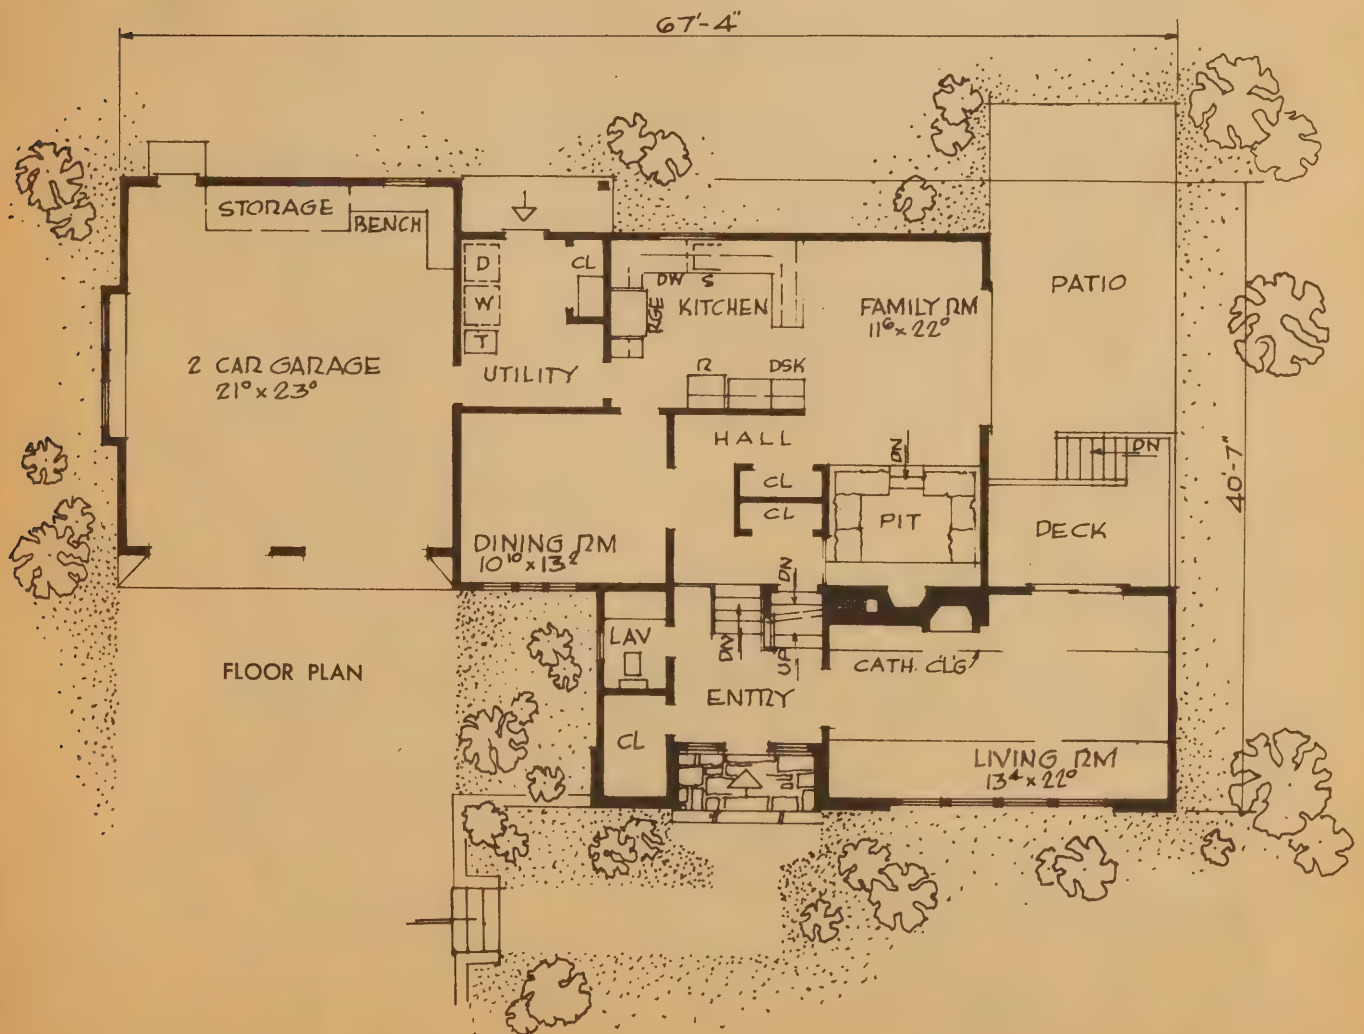 67'-4"
STORAGE
BENCH
D
W
T
CL
DW S
RGE
KITCHEN
FAMILY RM
11⁶ x 22⁰
PATIO
2 CAR GARAGE
21⁰ x 23⁰
UTILITY
R
DSK
HALL
CL
CL
DN
PIT
DN
DECK
40'-7"
DINING RM
10¹⁰ x 13²
DN
LAV
DN
UP
CATH. CLG
FLOOR PLAN
ENTRY
CL
LIVING RM
13⁴ x 22⁰